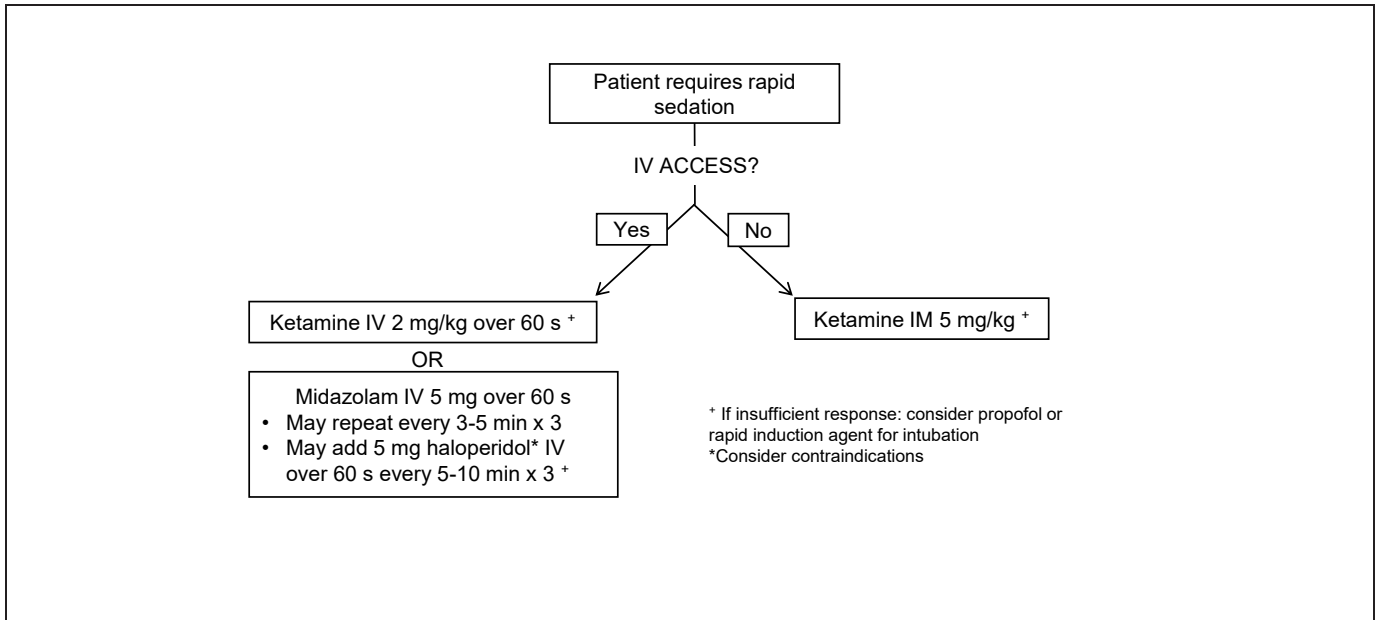 Patient requires rapid
sedation
IV ACCESS?
Yes
No
Ketamine IV 2 mg/kg over 60 s ⁺
Ketamine IM 5 mg/kg ⁺
OR
Midazolam IV 5 mg over 60 s
• May repeat every 3-5 min x 3
• May add 5 mg haloperidol* IV
over 60 s every 5-10 min x 3 ⁺
⁺ If insufficient response: consider propofol or
rapid induction agent for intubation
*Consider contraindications